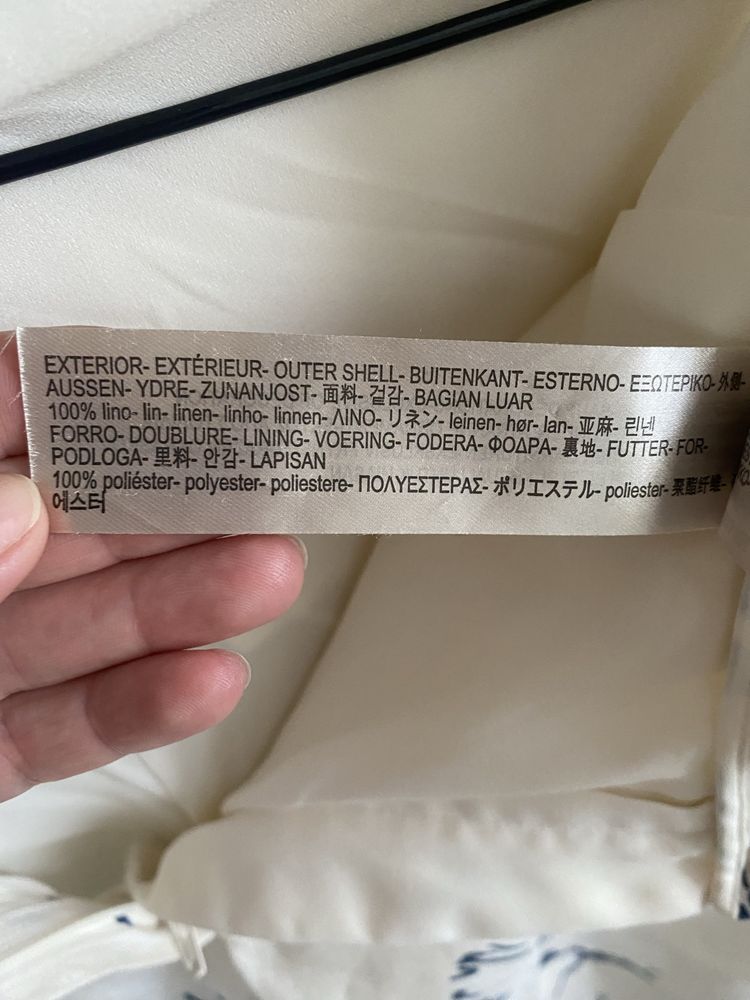 EXTERIOR- EXTÉRIEUR- OUTER SHELL- BUITENKANT- ESTERNO- ΕΞΩΤΕΡΙΚΟ- 外側-
AUSSEN- YDRE- ZUNANJOST- 面料- 겉감- BAGIAN LUAR
100% lino- lin- linen- linho- linnen- ΛΙΝΟ- リネン- leinen- hør- lan- 亚麻- 린넨
FORRO- DOUBLURE- LINING- VOERING- FODERA- ΦΟΔΡΑ- 裏地- FUTTER- FOR-
PODLOGA- 里料- 안감- LAPISAN
100% poliéster- polyester- poliestere- ΠΟΛΥΕΣΤΕΡΑΣ- ポリエステル- poliester- 聚酯纤维-
에스터